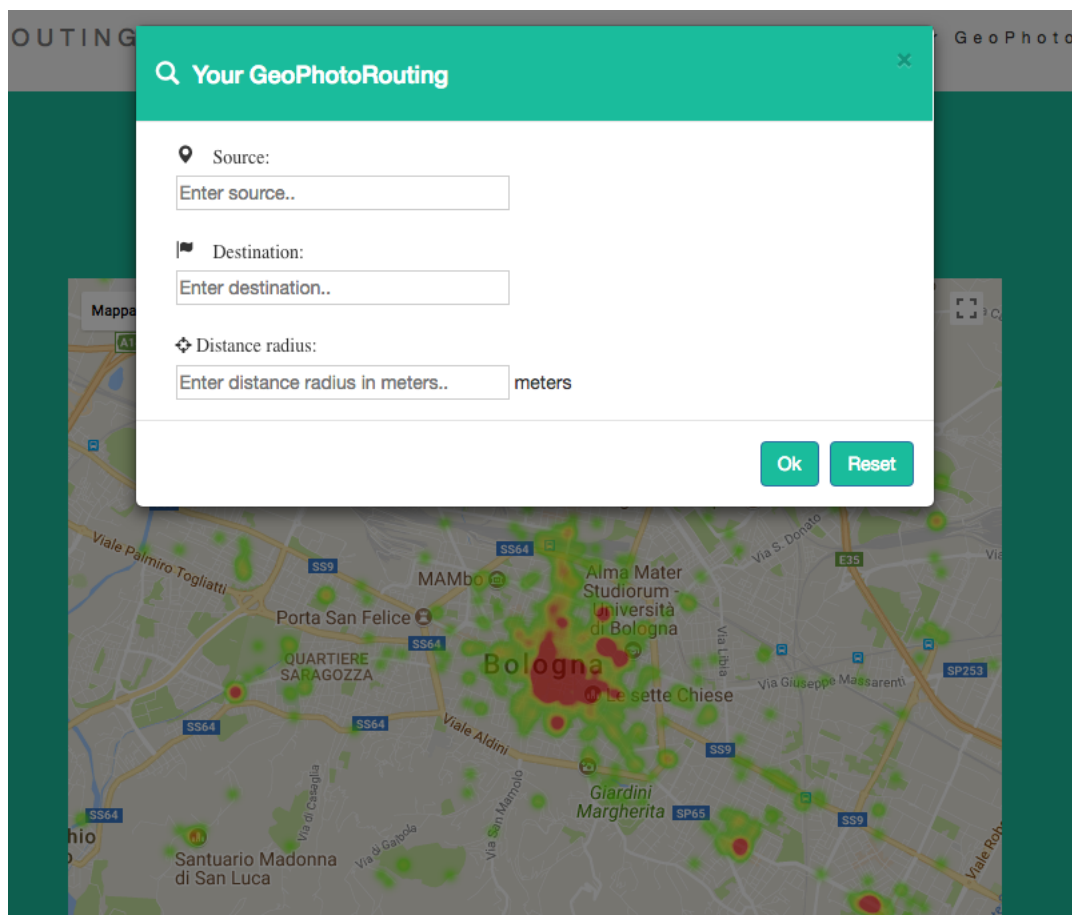 OUTING
GeoPhoto
Your GeoPhotoRouting
×
Source:
Enter source..
Destination:
Enter destination..
Distance radius:
Enter distance radius in meters..
meters
Ok
Reset
Mappa
A1
Viale Palmiro Togliatti
SS9
SS64
MAMbo
Via S. Donato
E35
Alma Mater
Studiorum -
Università
di Bologna
Porta San Felice
SS64
QUARTIERE
SARAGOZZA
Bologna
Via Libia
Le sette Chiese
Via Giuseppe Massarenti
SP253
SS64
SS64
Viale Aldini
SS9
Via di Casaglia
Via San Mamolo
Giardini
Margherita
SP65
SS9
SS64
hio
Via di Gaibola
Santuario Madonna
di San Luca